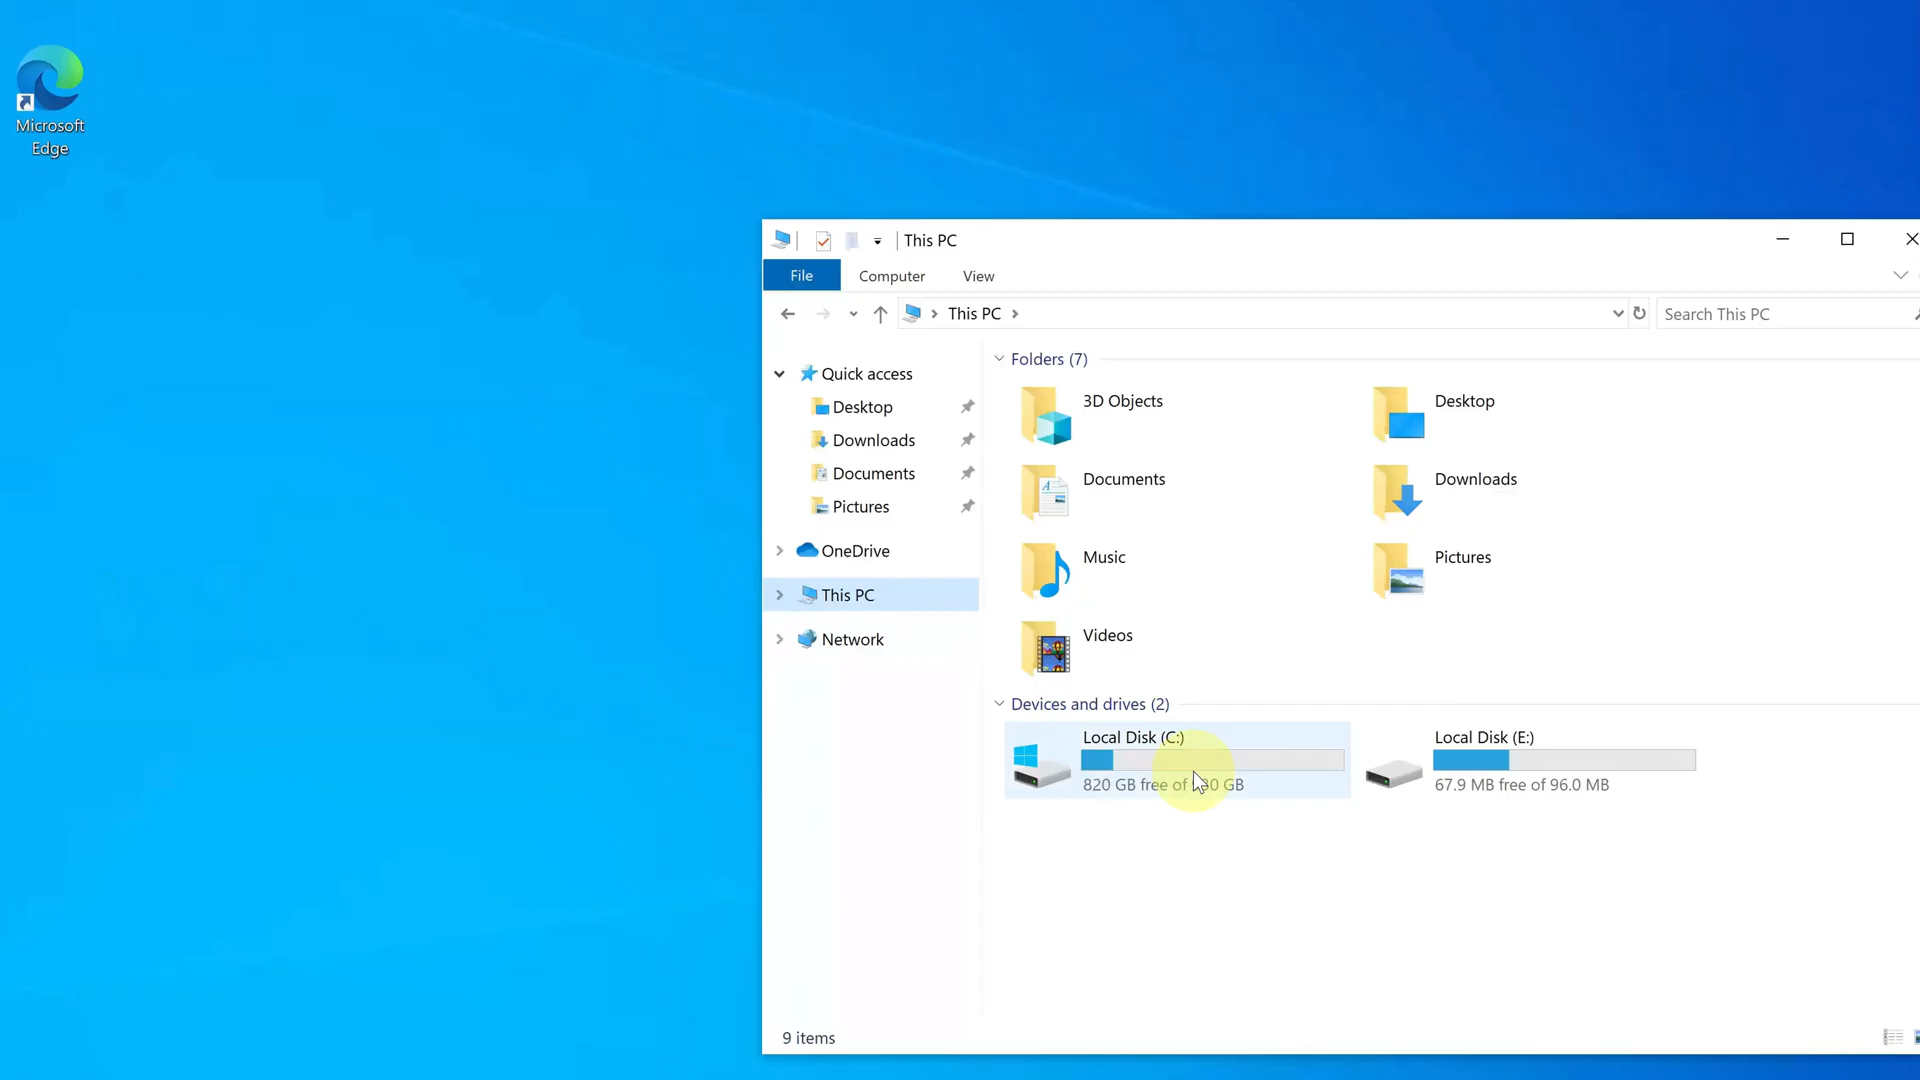 Microsoft
Edge
This PC
File
Computer
View
This PC
Search This PC
Quick access
Desktop
Downloads
Documents
Pictures
OneDrive
This PC
Network
Folders (7)
3D Objects
Desktop
Documents
Downloads
Music
Pictures
Videos
Devices and drives (2)
Local Disk (C:)
820 GB free of GB
Local Disk (E:)
67.9 MB free of 96.0 MB
9 items